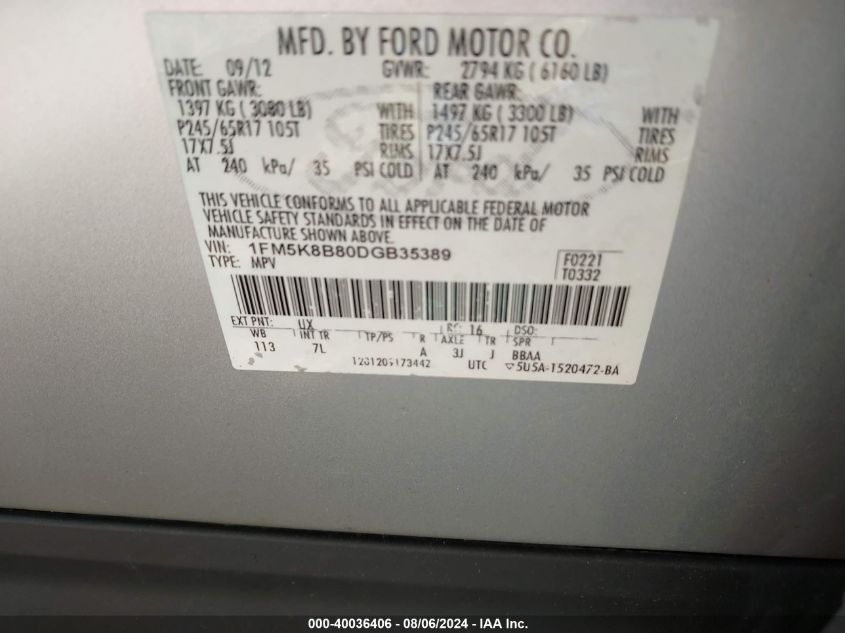 MFD. BY FORD MOTOR CO.
DATE: 09/12 GVWR: 2794 KG ( 6160 LB)
FRONT GAWR: REAR GAWR:
1397 KG ( 3080 LB) WITH 1497 KG ( 3300 LB) WITH
P245/65R17 105T TIRES P245/65R17 105T TIRES
17X7.5J RIMS 17X7.5J RIMS
AT 240 kPa/ 35 PSI COLD AT 240 kPa/ 35 PSI COLD
THIS VEHICLE CONFORMS TO ALL APPLICABLE FEDERAL MOTOR
VEHICLE SAFETY STANDARDS IN EFFECT ON THE DATE OF
MANUFACTURE SHOWN ABOVE.
VIN: 1FM5K8B80DGB35389 F0221
TYPE: MPV T0332
EXT PNT: UX RC: 16 DSO:
WB INT TR TP/PS R AXLE TR SPR
113 7L A 3J J BBAA
UTC ▽5U5A-1520472-BA
000-40036406 - 08/06/2024 - IAA Inc.